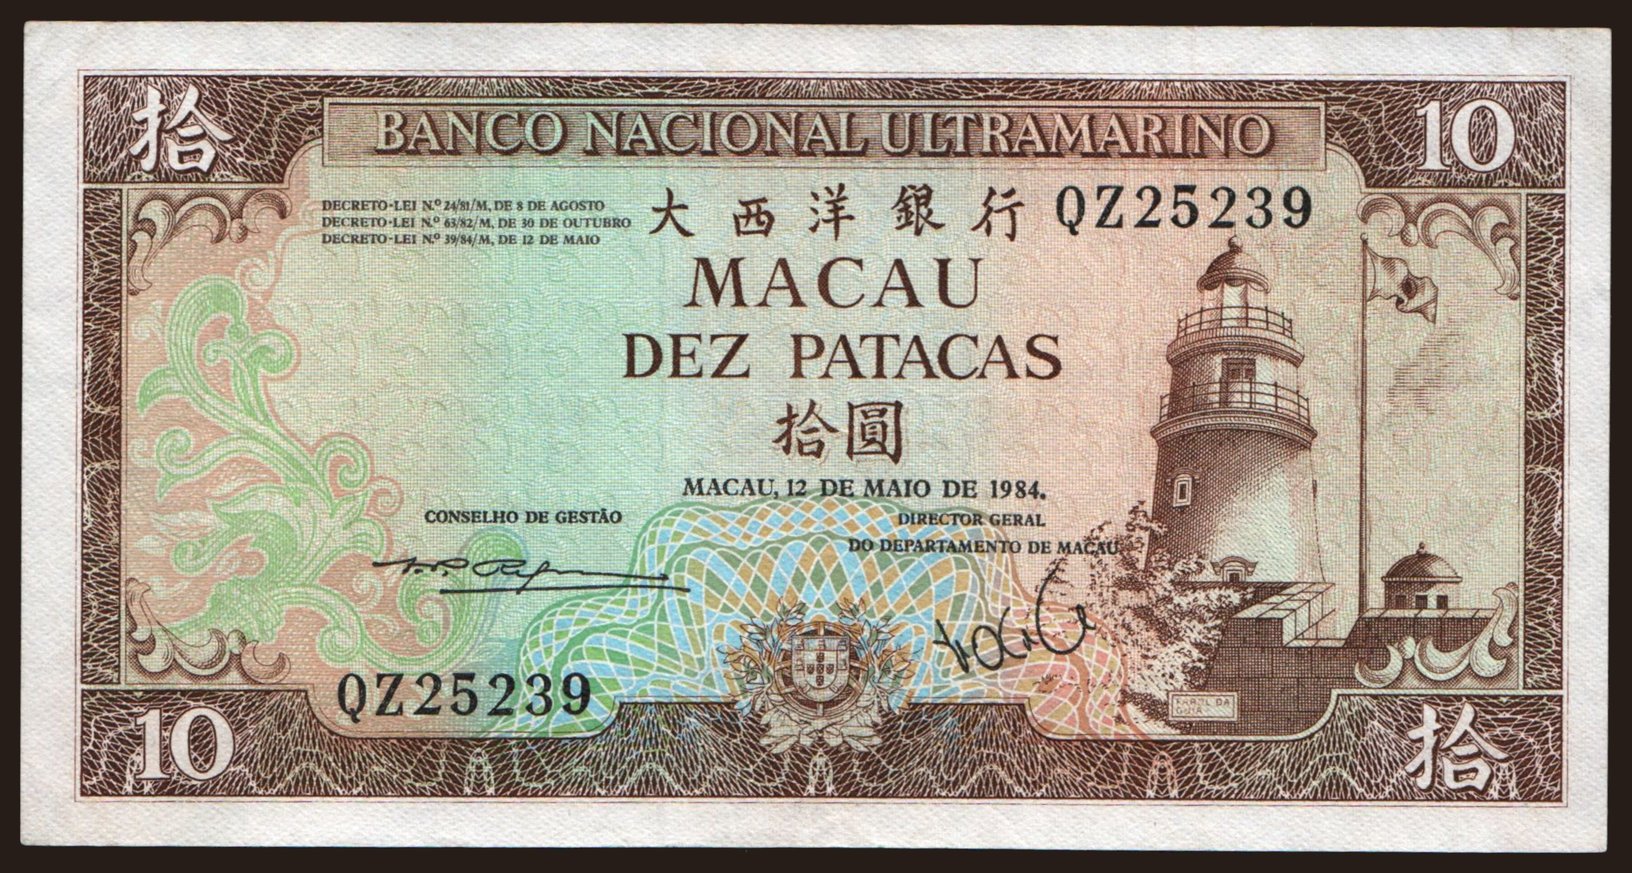 拾
BANCO NACIONAL ULTRAMARINO
10
DECRETO-LEI N.º 24/81/M, DE 8 DE AGOSTO
DECRETO-LEI N.º 63/82/M, DE 30 DE OUTUBRO
DECRETO-LEI N.º 39/84/M, DE 12 DE MAIO
大西洋銀行
QZ25239
MACAU
DEZ PATACAS
拾圓
MACAU, 12 DE MAIO DE 1984.
CONSELHO DE GESTÃO
DIRECTOR GERAL
DO DEPARTAMENTO DE MACAU
QZ25239
FAROL DA
GUIA
10
拾